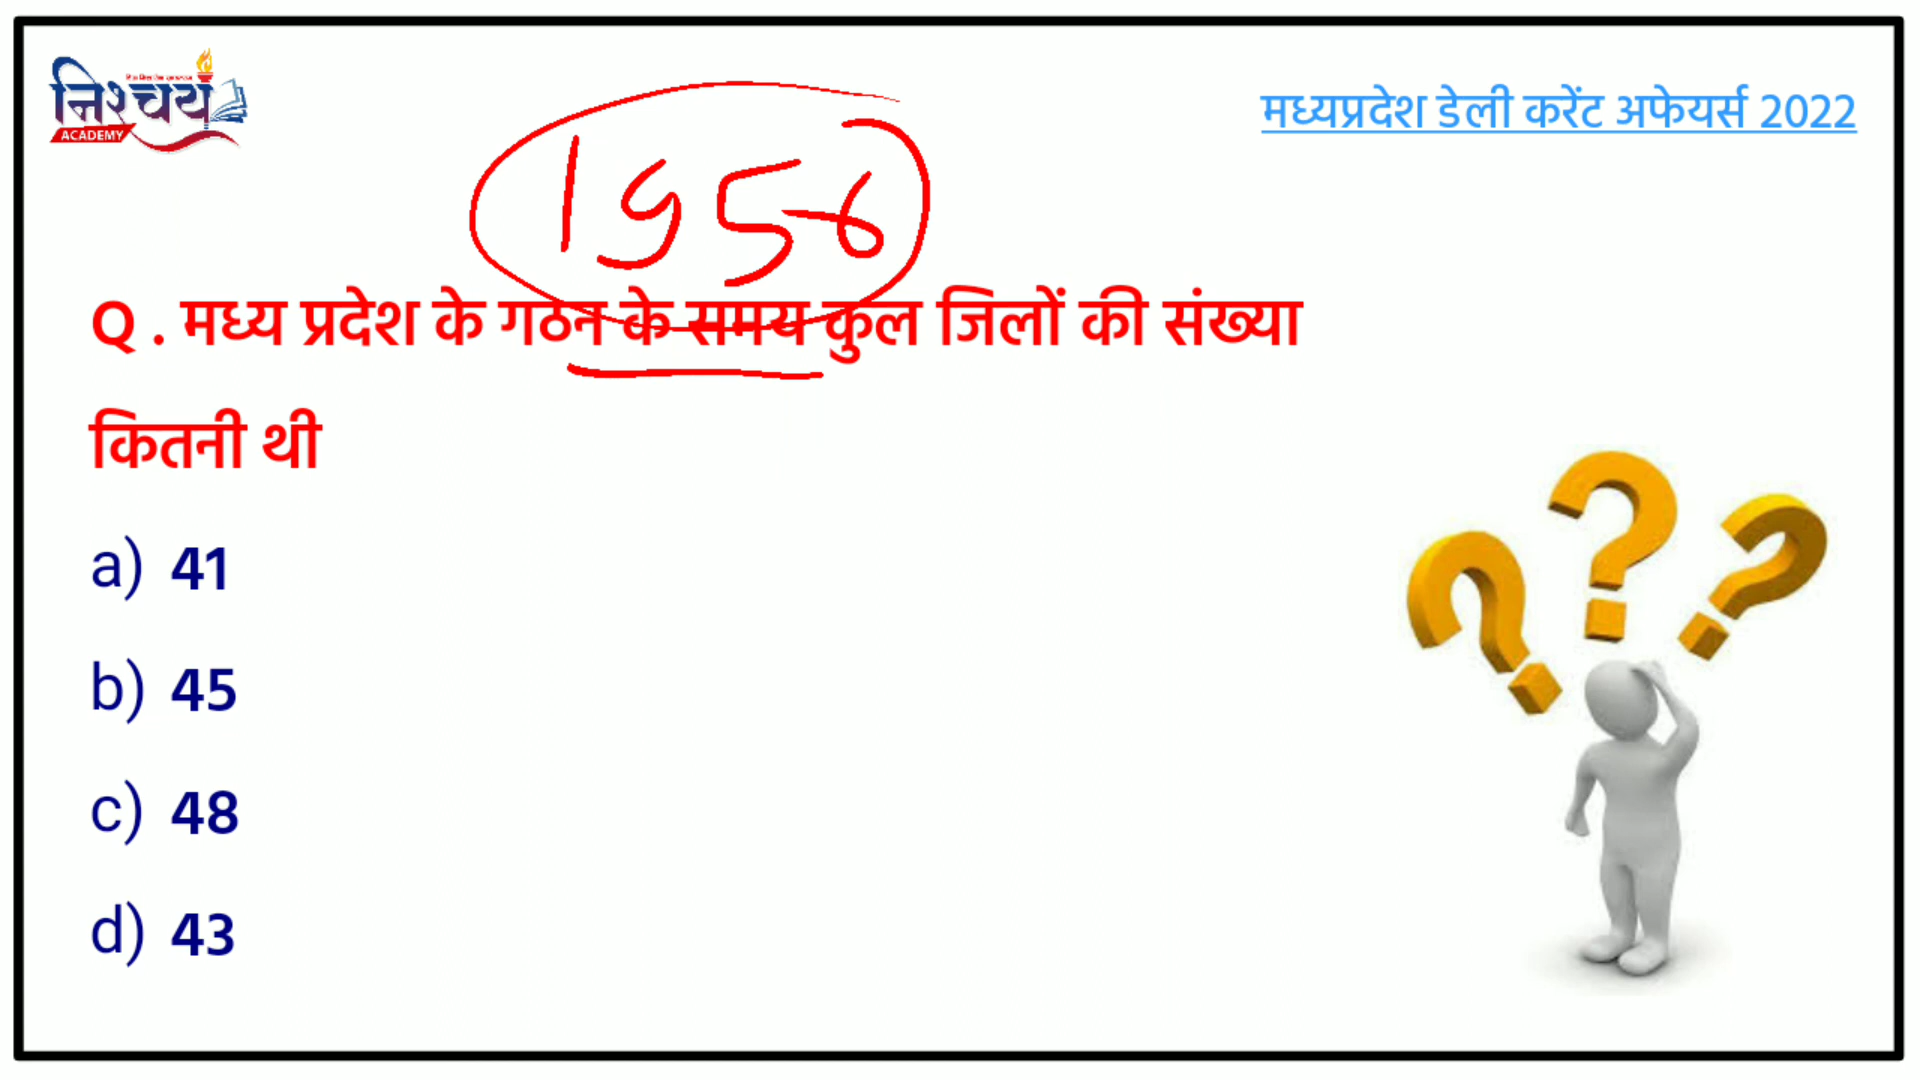 निश्चय
ACADEMY
मध्यप्रदेश डेली करेंट अफेयर्स 2022
1956
Q . मध्य प्रदेश के गठन के समय कुल जिलों की संख्या
कितनी थी
a) 41
b) 45
c) 48
d) 43